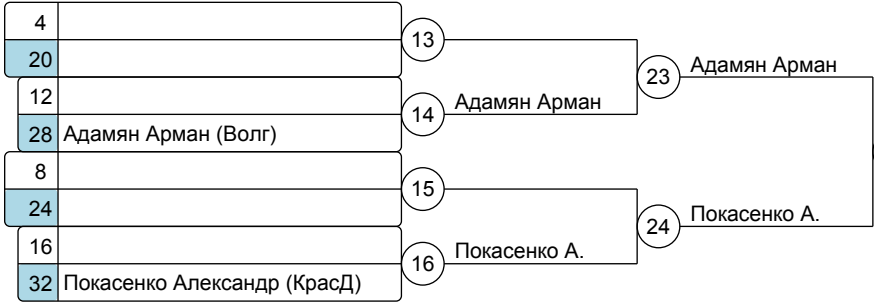 4
13
20
23 Адамян Арман
12
14 Адамян Арман
28 Адамян Арман (Волг)
8
15
24
24 Покасенко А.
16
16 Покасенко А.
32 Покасенко Александр (КрасД)